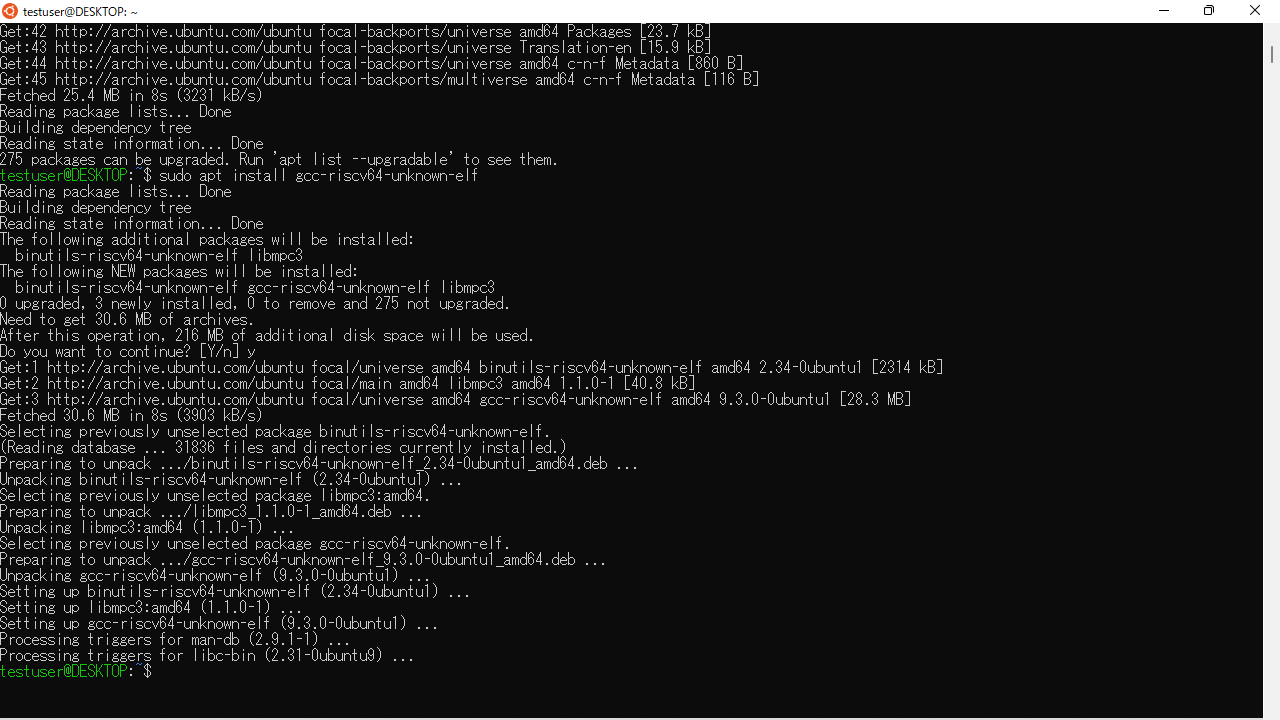 testuser@DESKTOP: ~
Get:42 http://archive.ubuntu.com/ubuntu focal-backports/universe amd64 Packages [23.7 kB]
Get:43 http://archive.ubuntu.com/ubuntu focal-backports/universe Translation-en [15.9 kB]
Get:44 http://archive.ubuntu.com/ubuntu focal-backports/universe amd64 c-n-f Metadata [860 B]
Get:45 http://archive.ubuntu.com/ubuntu focal-backports/multiverse amd64 c-n-f Metadata [116 B]
Fetched 25.4 MB in 8s (3231 kB/s)
Reading package lists... Done
Building dependency tree
Reading state information... Done
275 packages can be upgraded. Run 'apt list --upgradable' to see them.
testuser@DESKTOP:~$ sudo apt install gcc-riscv64-unknown-elf
Reading package lists... Done
Building dependency tree
Reading state information... Done
The following additional packages will be installed:
  binutils-riscv64-unknown-elf libmpc3
The following NEW packages will be installed:
  binutils-riscv64-unknown-elf gcc-riscv64-unknown-elf libmpc3
0 upgraded, 3 newly installed, 0 to remove and 275 not upgraded.
Need to get 30.6 MB of archives.
After this operation, 216 MB of additional disk space will be used.
Do you want to continue? [Y/n] y
Get:1 http://archive.ubuntu.com/ubuntu focal/universe amd64 binutils-riscv64-unknown-elf amd64 2.34-0ubuntu1 [2314 kB]
Get:2 http://archive.ubuntu.com/ubuntu focal/main amd64 libmpc3 amd64 1.1.0-1 [40.8 kB]
Get:3 http://archive.ubuntu.com/ubuntu focal/universe amd64 gcc-riscv64-unknown-elf amd64 9.3.0-0ubuntu1 [28.3 MB]
Fetched 30.6 MB in 8s (3903 kB/s)
Selecting previously unselected package binutils-riscv64-unknown-elf.
(Reading database ... 31836 files and directories currently installed.)
Preparing to unpack .../binutils-riscv64-unknown-elf_2.34-0ubuntu1_amd64.deb ...
Unpacking binutils-riscv64-unknown-elf (2.34-0ubuntu1) ...
Selecting previously unselected package libmpc3:amd64.
Preparing to unpack .../libmpc3_1.1.0-1_amd64.deb ...
Unpacking libmpc3:amd64 (1.1.0-1) ...
Selecting previously unselected package gcc-riscv64-unknown-elf.
Preparing to unpack .../gcc-riscv64-unknown-elf_9.3.0-0ubuntu1_amd64.deb ...
Unpacking gcc-riscv64-unknown-elf (9.3.0-0ubuntu1) ...
Setting up binutils-riscv64-unknown-elf (2.34-0ubuntu1) ...
Setting up libmpc3:amd64 (1.1.0-1) ...
Setting up gcc-riscv64-unknown-elf (9.3.0-0ubuntu1) ...
Processing triggers for man-db (2.9.1-1) ...
Processing triggers for libc-bin (2.31-0ubuntu9) ...
testuser@DESKTOP:~$